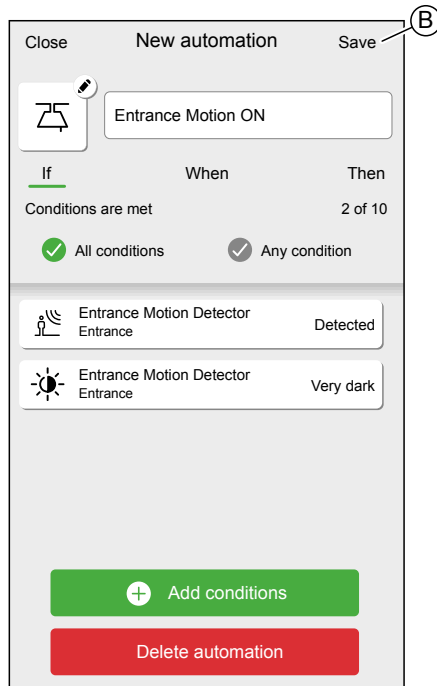 B
Close New automation Save
Entrance Motion ON
If When Then
Conditions are met 2 of 10
All conditions Any condition
Entrance Motion Detector
Entrance
Detected
Entrance Motion Detector
Entrance
Very dark
Add conditions
Delete automation